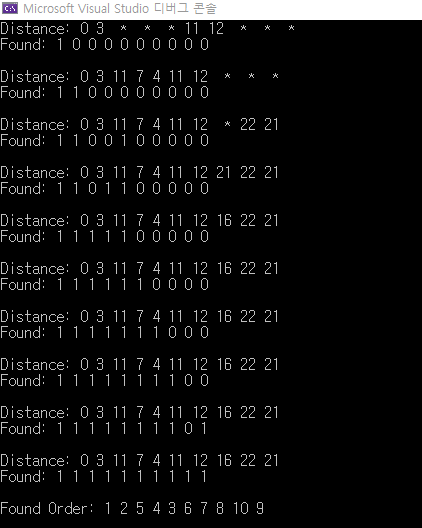 Microsoft Visual Studio 디버그 콘솔
Distance: 0 3 * * * 11 12 * * *
Found: 1 0 0 0 0 0 0 0 0 0
Distance: 0 3 11 7 4 11 12 * * *
Found: 1 1 0 0 0 0 0 0 0 0
Distance: 0 3 11 7 4 11 12 * 22 21
Found: 1 1 0 0 1 0 0 0 0 0
Distance: 0 3 11 7 4 11 12 21 22 21
Found: 1 1 0 1 1 0 0 0 0 0
Distance: 0 3 11 7 4 11 12 16 22 21
Found: 1 1 1 1 1 0 0 0 0 0
Distance: 0 3 11 7 4 11 12 16 22 21
Found: 1 1 1 1 1 1 0 0 0 0
Distance: 0 3 11 7 4 11 12 16 22 21
Found: 1 1 1 1 1 1 1 0 0 0
Distance: 0 3 11 7 4 11 12 16 22 21
Found: 1 1 1 1 1 1 1 1 0 0
Distance: 0 3 11 7 4 11 12 16 22 21
Found: 1 1 1 1 1 1 1 1 0 1
Distance: 0 3 11 7 4 11 12 16 22 21
Found: 1 1 1 1 1 1 1 1 1 1
Found Order: 1 2 5 4 3 6 7 8 10 9